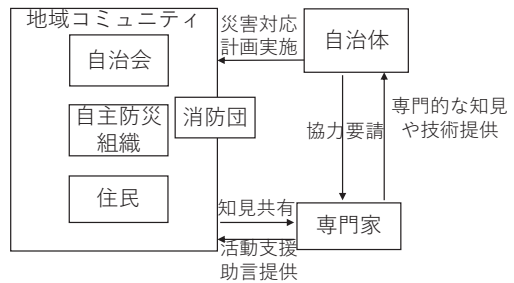 地域コミュニティ
自治会
自主防災
組織
消防団
住民
災害対応
計画実施
自治体
協力要請
専門的な知見
や技術提供
知見共有
専門家
活動支援
助言提供